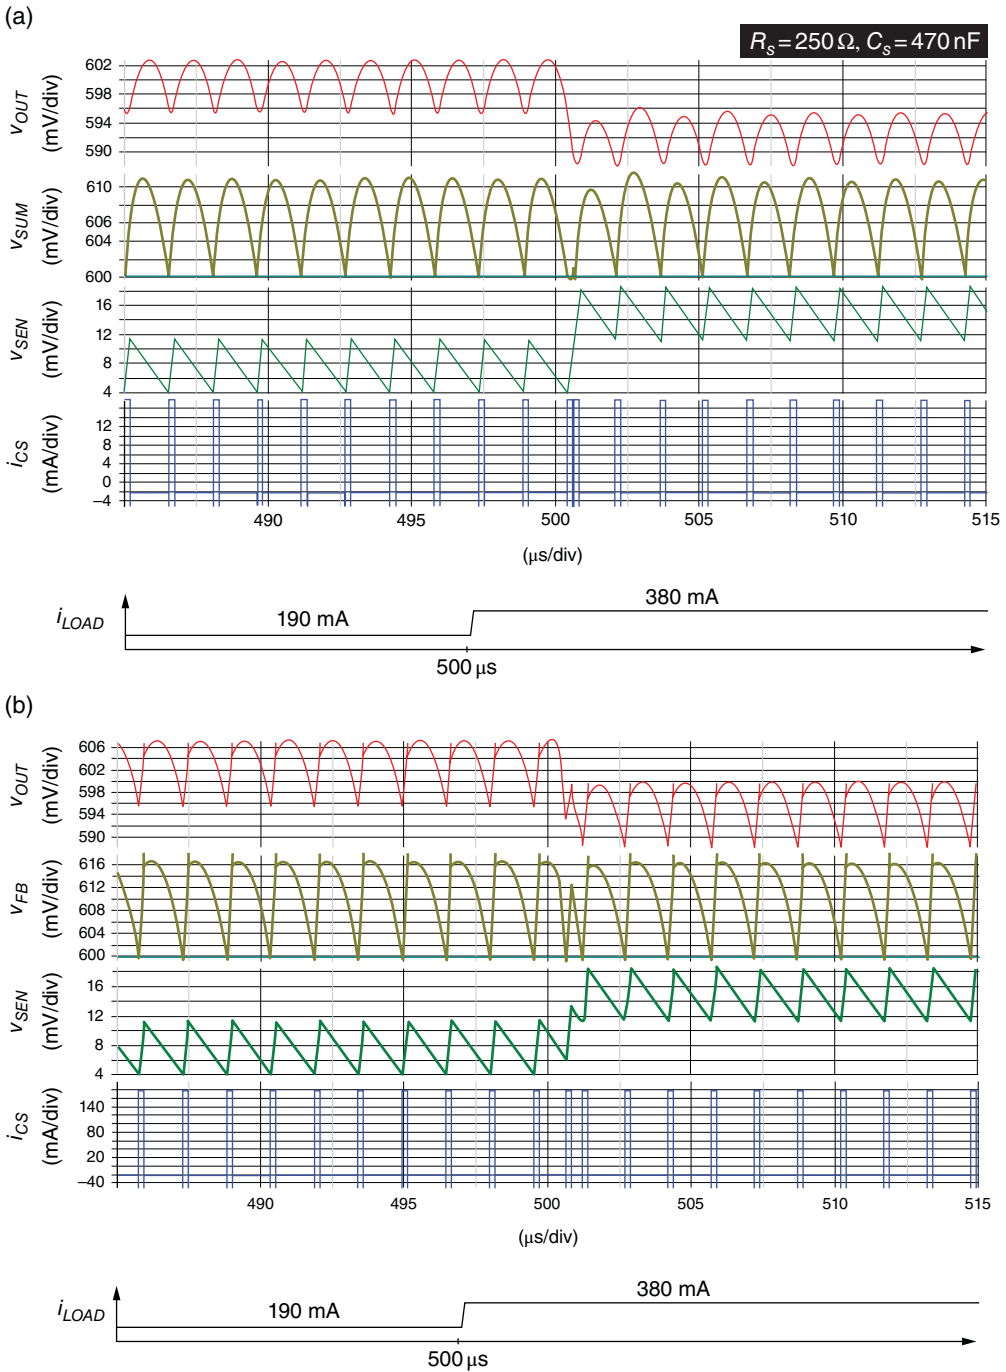 (a)
Rs = 250 Ω, Cs = 470 nF
vOUT (mV/div)
602
598
594
590
vSUM (mV/div)
610
606
604
600
vSEN (mV/div)
16
12
8
4
iCS (mA/div)
12
8
4
0
−4
490 495 500 505 510 515
(μs/div)
iLOAD
190 mA
380 mA
500 μs
(b)
vOUT (mV/div)
606
602
598
594
590
vFB (mV/div)
616
612
608
604
600
vSEN (mV/div)
16
12
8
4
iCS (mA/div)
140
80
20
−40
490 495 500 505 510 515
(μs/div)
iLOAD
190 mA
380 mA
500 μs